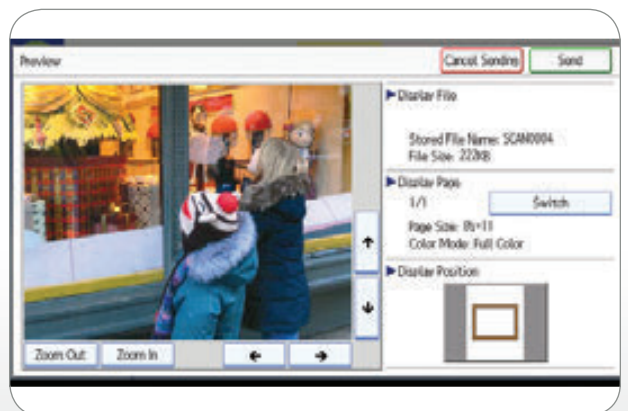 Preview
Cancel Sending
Send
Display File
Stored File Name: SCAN0004
File Size: 222KB
Display Page
1/1
Switch
Page Size: 8½×11
Color Mode: Full Color
Display Position
Zoom Out
Zoom In